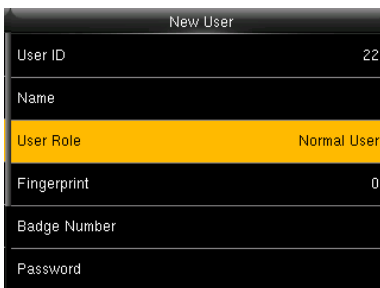 New User
User ID 22
Name
User Role Normal User
Fingerprint 0
Badge Number
Password